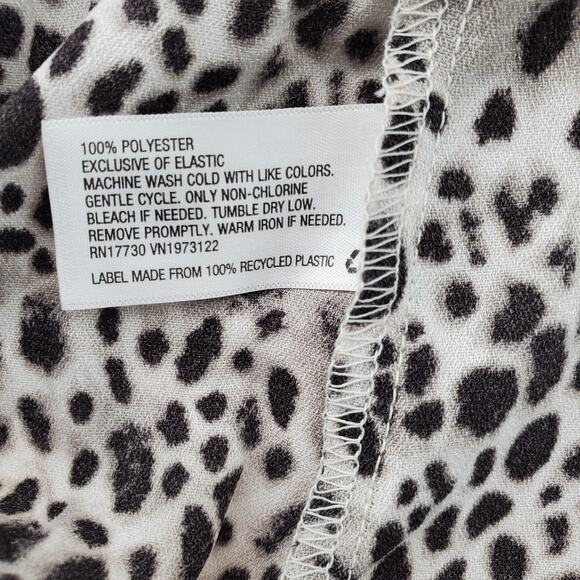 100% POLYESTER
EXCLUSIVE OF ELASTIC
MACHINE WASH COLD WITH LIKE COLORS.
GENTLE CYCLE. ONLY NON-CHLORINE
BLEACH IF NEEDED. TUMBLE DRY LOW.
REMOVE PROMPTLY. WARM IRON IF NEEDED.
RN17730 VN1973122
LABEL MADE FROM 100% RECYCLED PLASTIC